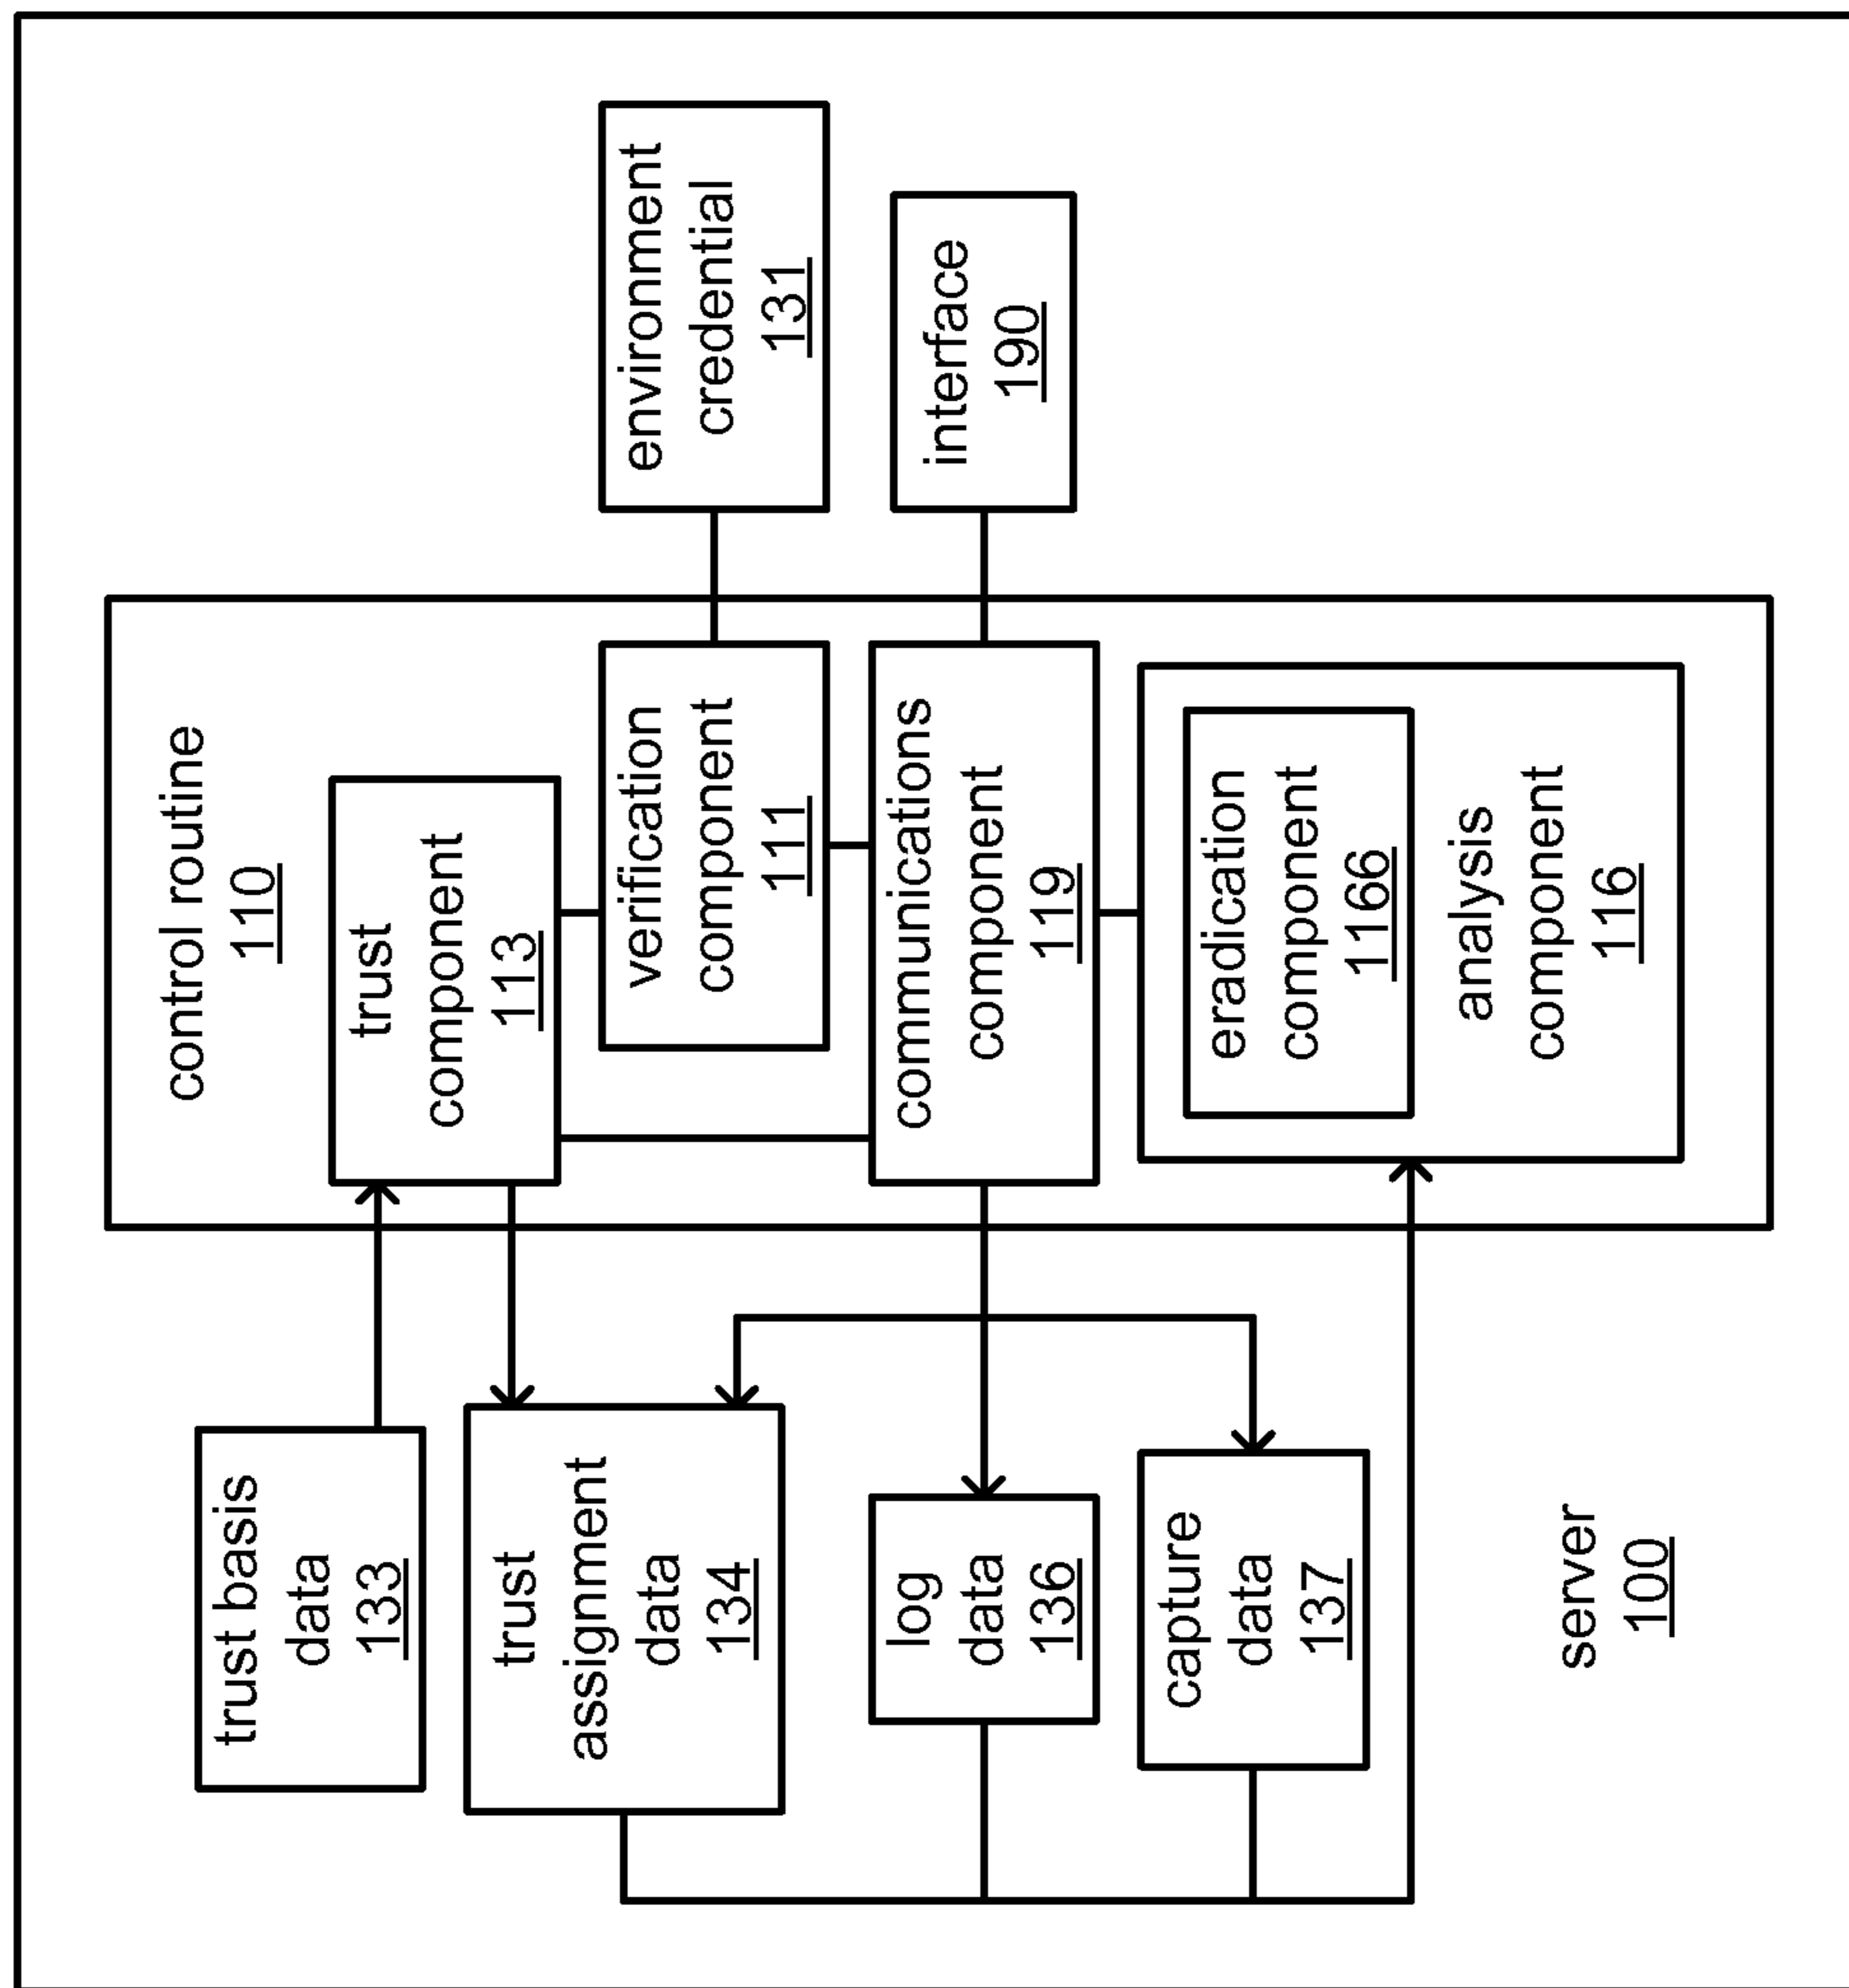 control routine
110
trust basis
data
133
trust
component
113
trust
assignment
data
134
verification
component
111
environment
credential
131
log
data
136
communications
component
119
interface
190
capture
data
137
eradication
component
1166
analysis
component
116
server
100